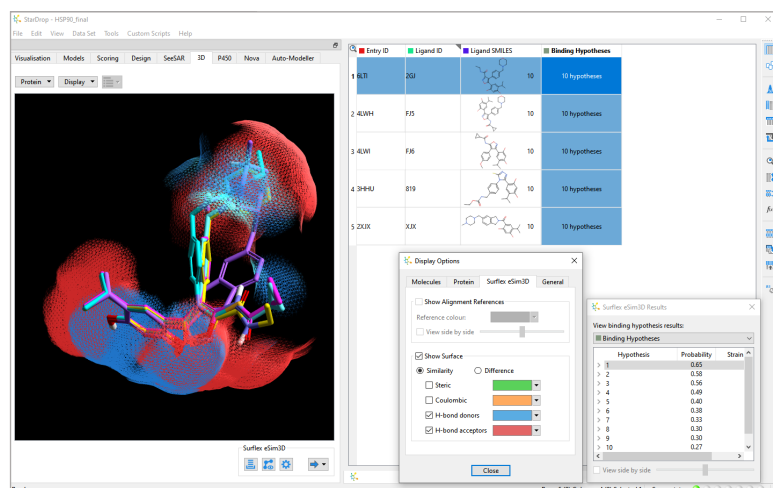 StarDrop - HSP90_final
File Edit View Data Set Tools Custom Scripts Help
Visualisation Models Scoring Design SeeSAR 3D P450 Nova Auto-Modeller
Protein Display
Surflex eSim3D
Entry ID Ligand ID Ligand SMILES Binding Hypotheses
1 6LTI 2GJ 10 10 hypotheses
2 4LWH FJ5 10 10 hypotheses
3 4LWI FJ6 10 10 hypotheses
4 3HHU 819 10 10 hypotheses
5 2XJX XJX 10 10 hypotheses
Display Options
Molecules Protein Surflex eSim3D General
Show Alignment References
Reference colour:
View side by side
Show Surface
Similarity Difference
Steric
Coulombic
H-bond donors
H-bond acceptors
Close
Surflex eSim3D Results
View binding hypothesis results:
Binding Hypotheses
Hypothesis Probability Strain
1 0.65
2 0.58
3 0.56
4 0.49
5 0.40
6 0.38
7 0.33
8 0.30
9 0.30
10 0.27
View side by side